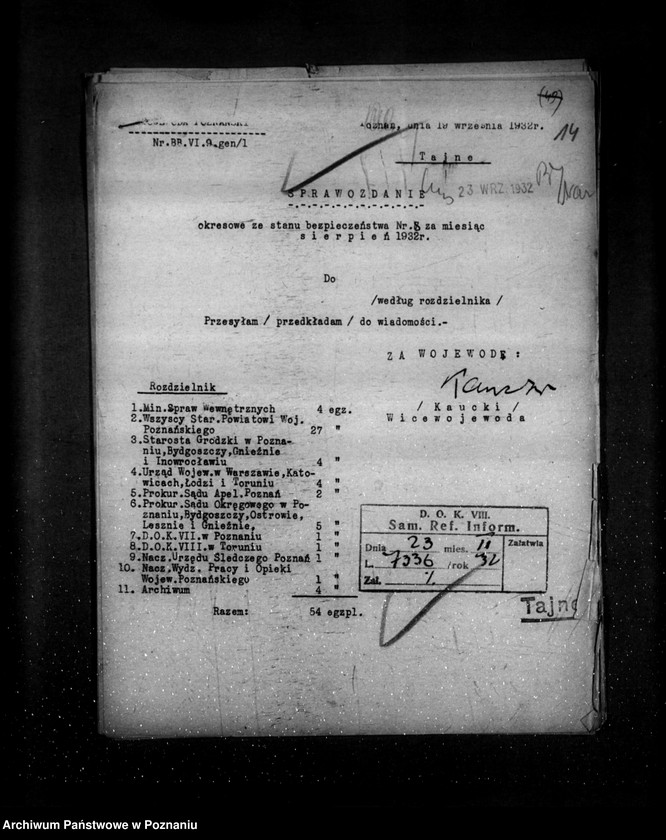 (49)
14
Poznań, dnia 19 września 1932r.
Nr.BB.VI.9.gen/1
Tajne.
23 WRZ. 1932
SPRAWOZDANIE
okresowe ze stanu bezpieczeństwa Nr.8 za miesiąc
sierpień 1932r.
Do
/według rozdzielnika /
Przesyłam / przedkładam / do wiadomości.-
ZA WOJEWODĘ:
/ Kaucki /
Wicewojewoda
Rozdzielnik
1.Min.Spraw Wewnętrznych 4 egz.
2.Wszyscy Star.Powiatowi Woj.
Poznańskiego 27 "
3.Starosta Grodzki w Pozna-
niu,Bydgoszczy,Gnieźnie
i Inowrocławiu 4 "
4.Urząd Wojew.w Warszawie,Kato-
wicach,Łodzi i Toruniu 4 "
5.Prokur.Sądu Apel.Poznań 2 "
6.Prokur.Sądu Okręgowego w Po-
znaniu,Bydgoszczy,Ostrowie,
Lesznie i Gnieźnie, 5 "
7.D.O.K.VII.w Poznaniu 1 "
8.D.O.K.VIII.w Toruniu 1 "
9.Nacz.Urzędu Śledczego Poznań 1 "
10. Nacz.Wydz. Pracy i Opieki
Wojew.Poznańskiego 1 "
11. Archiwum 4 "
Razem: 54 egzpl.
D. O. K. VIII.
Sam. Ref. Inform.
Dnia 23 mies. Załatwia
L. 7336 /rok 32
Zał. %
Tajne
Archiwum Państwowe w Poznaniu